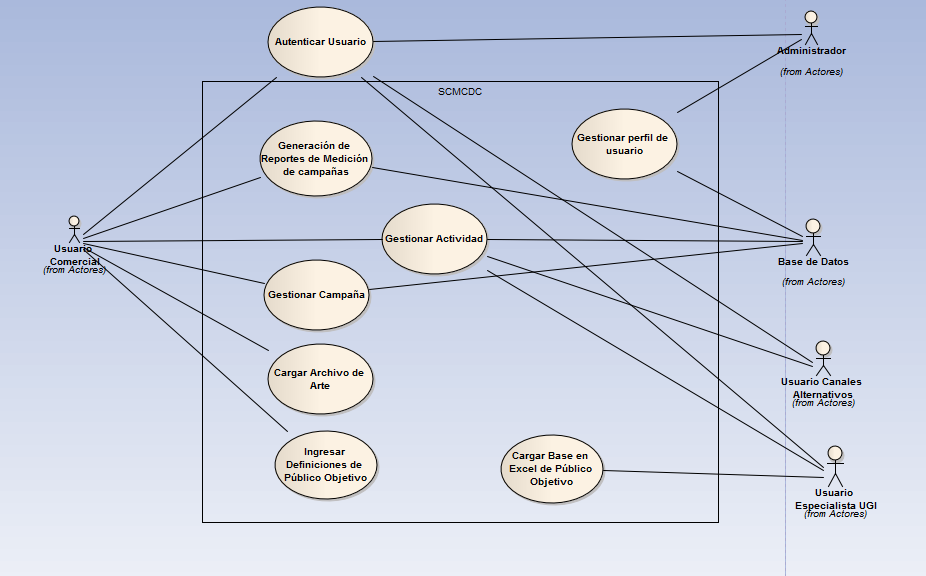 Autenticar Usuario
Administrador
(from Actores)
SCMCDC
Generación de
Reportes de Medición
de campañas
Gestionar perfil de
usuario
Usuario
Comercial
(from Actores)
Gestionar Actividad
Base de Datos
(from Actores)
Gestionar Campaña
Cargar Archivo de
Arte
Usuario Canales
Alternativos
(from Actores)
Ingresar
Definiciones de
Público Objetivo
Cargar Base en
Excel de Público
Objetivo
Usuario
Especialista UGI
(from Actores)